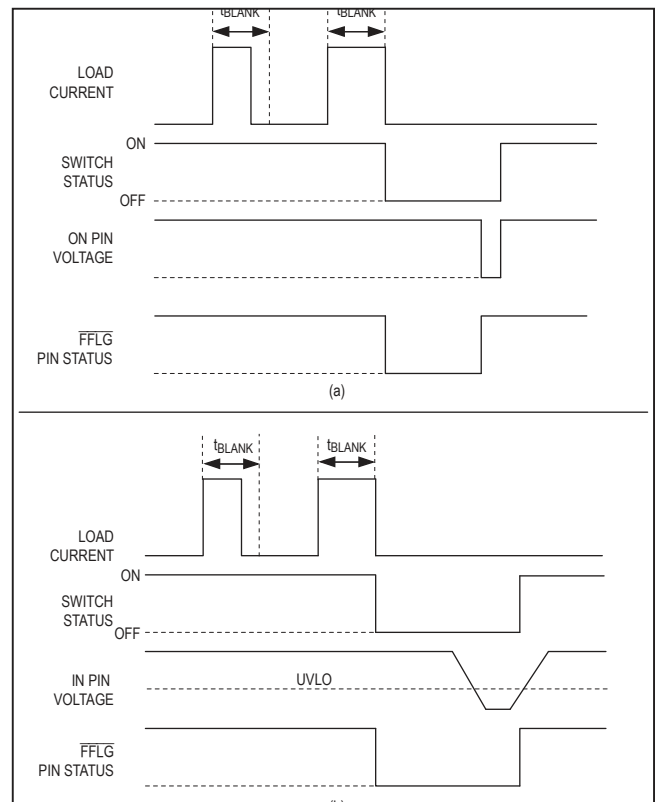 tBLANK tBLANK
LOAD
CURRENT
ON
SWITCH
STATUS
OFF
ON PIN
VOLTAGE
FFLG
PIN STATUS
(a)
tBLANK tBLANK
LOAD
CURRENT
ON
SWITCH
STATUS
OFF
IN PIN
VOLTAGE
UVLO
FFLG
PIN STATUS